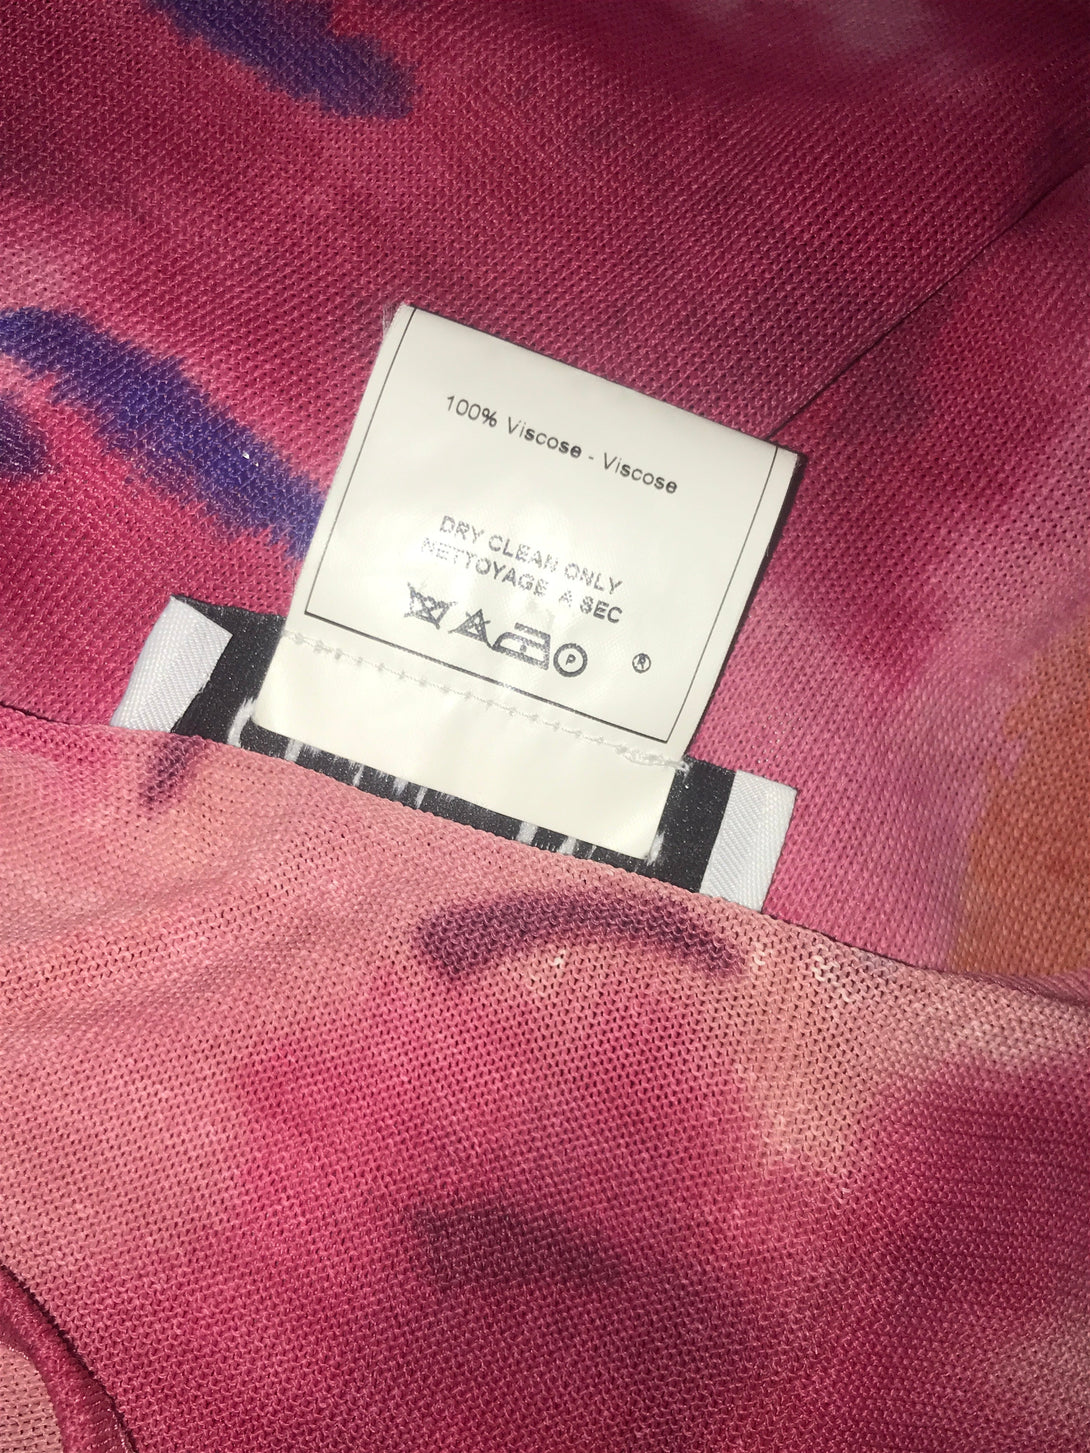 100% Viscose - Viscose
DRY CLEAN ONLY
NETTOYAGE A SEC
P
®